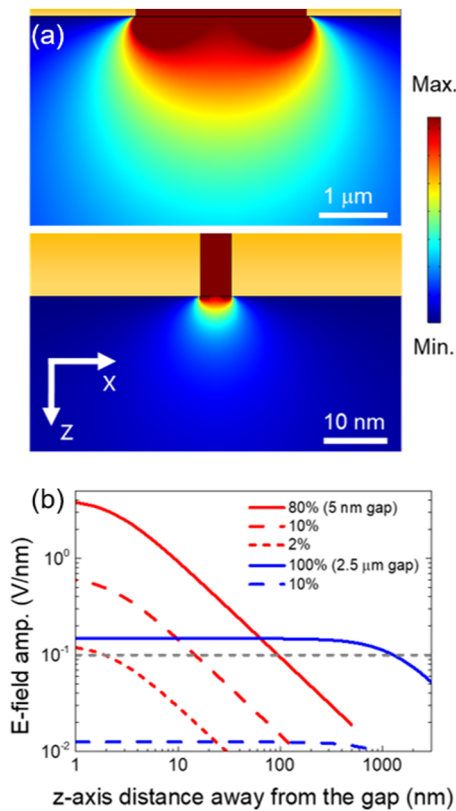 (a)
Max.
1 μm
Min.
X
Z
10 nm
(b)
80% (5 nm gap)
10%
2%
100% (2.5 μm gap)
10%
E-field amp. (V/nm)
10⁰
10⁻¹
10⁻²
1 10 100 1000
z-axis distance away from the gap (nm)